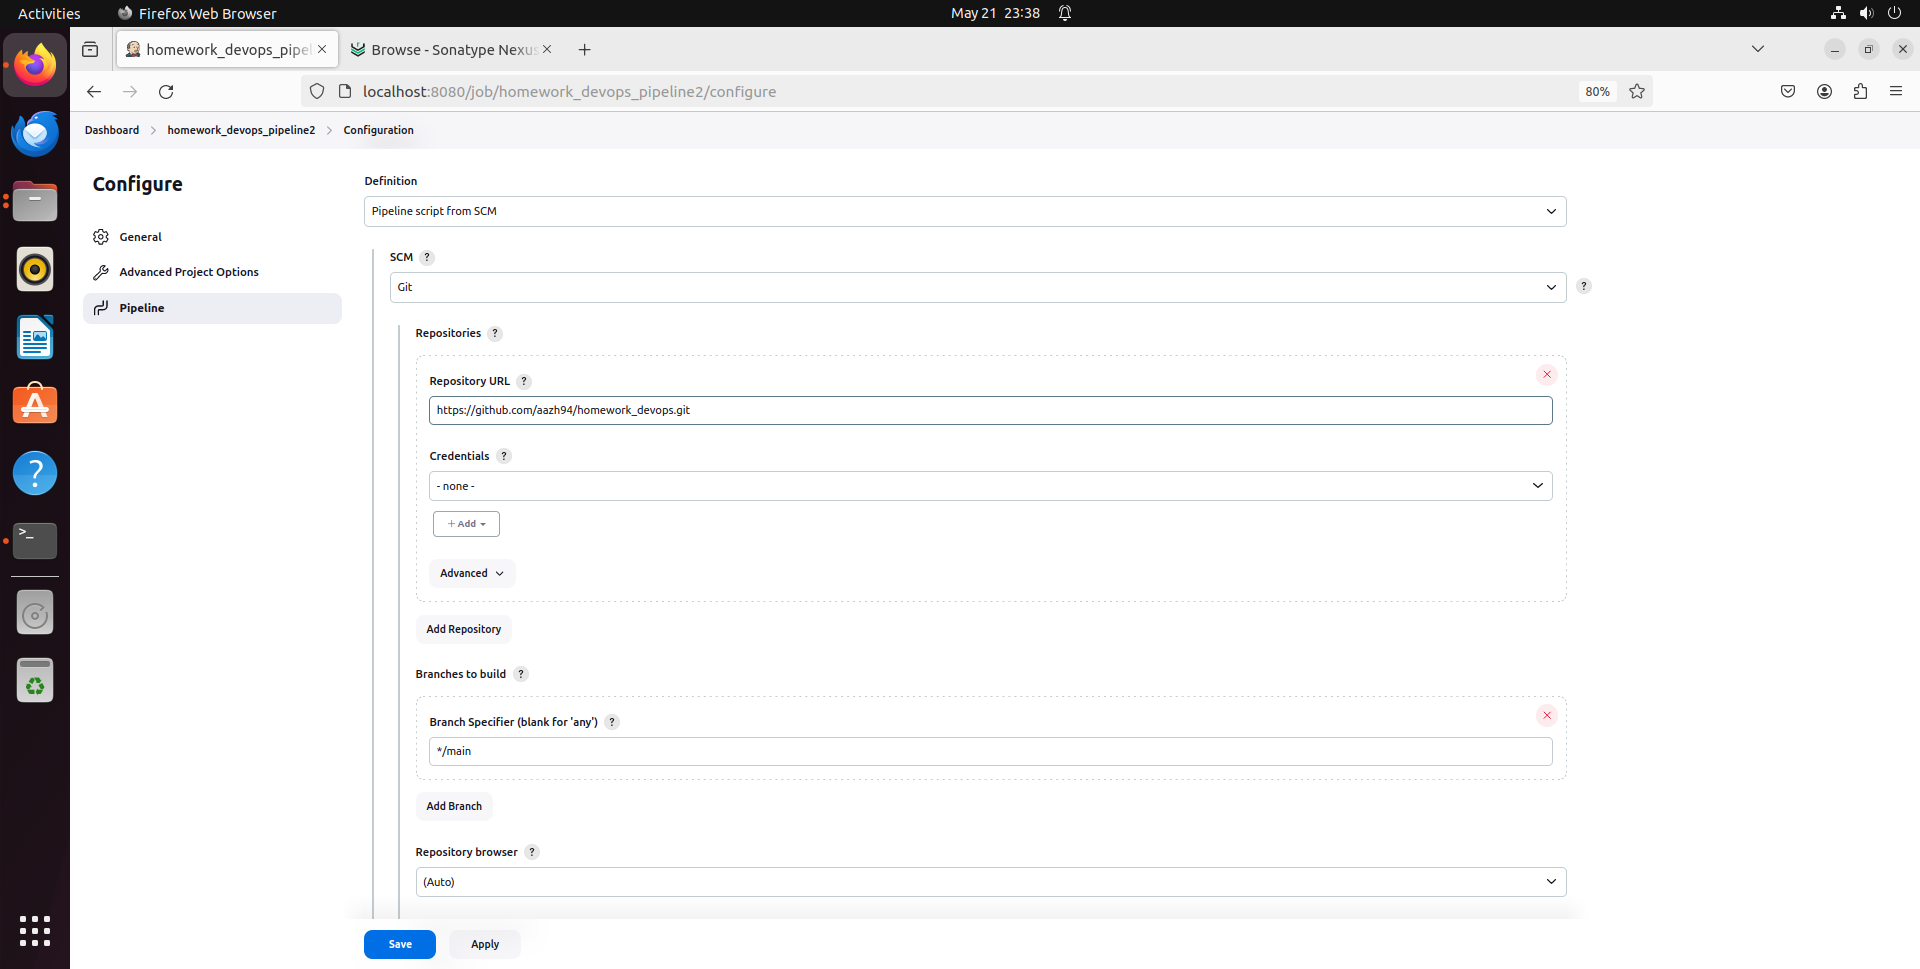 Activities
Firefox Web Browser
May 21 23:38
homework_devops_pipel
Browse - Sonatype Nexus
localhost:8080/job/homework_devops_pipeline2/configure
80%
Dashboard
homework_devops_pipeline2
Configuration
Configure
General
Advanced Project Options
Pipeline
Definition
Pipeline script from SCM
SCM ?
Git
?
Repositories ?
Repository URL ?
https://github.com/aazh94/homework_devops.git
Credentials ?
- none -
+ Add
Advanced
Add Repository
Branches to build ?
Branch Specifier (blank for 'any') ?
*/main
Add Branch
Repository browser ?
(Auto)
Save
Apply